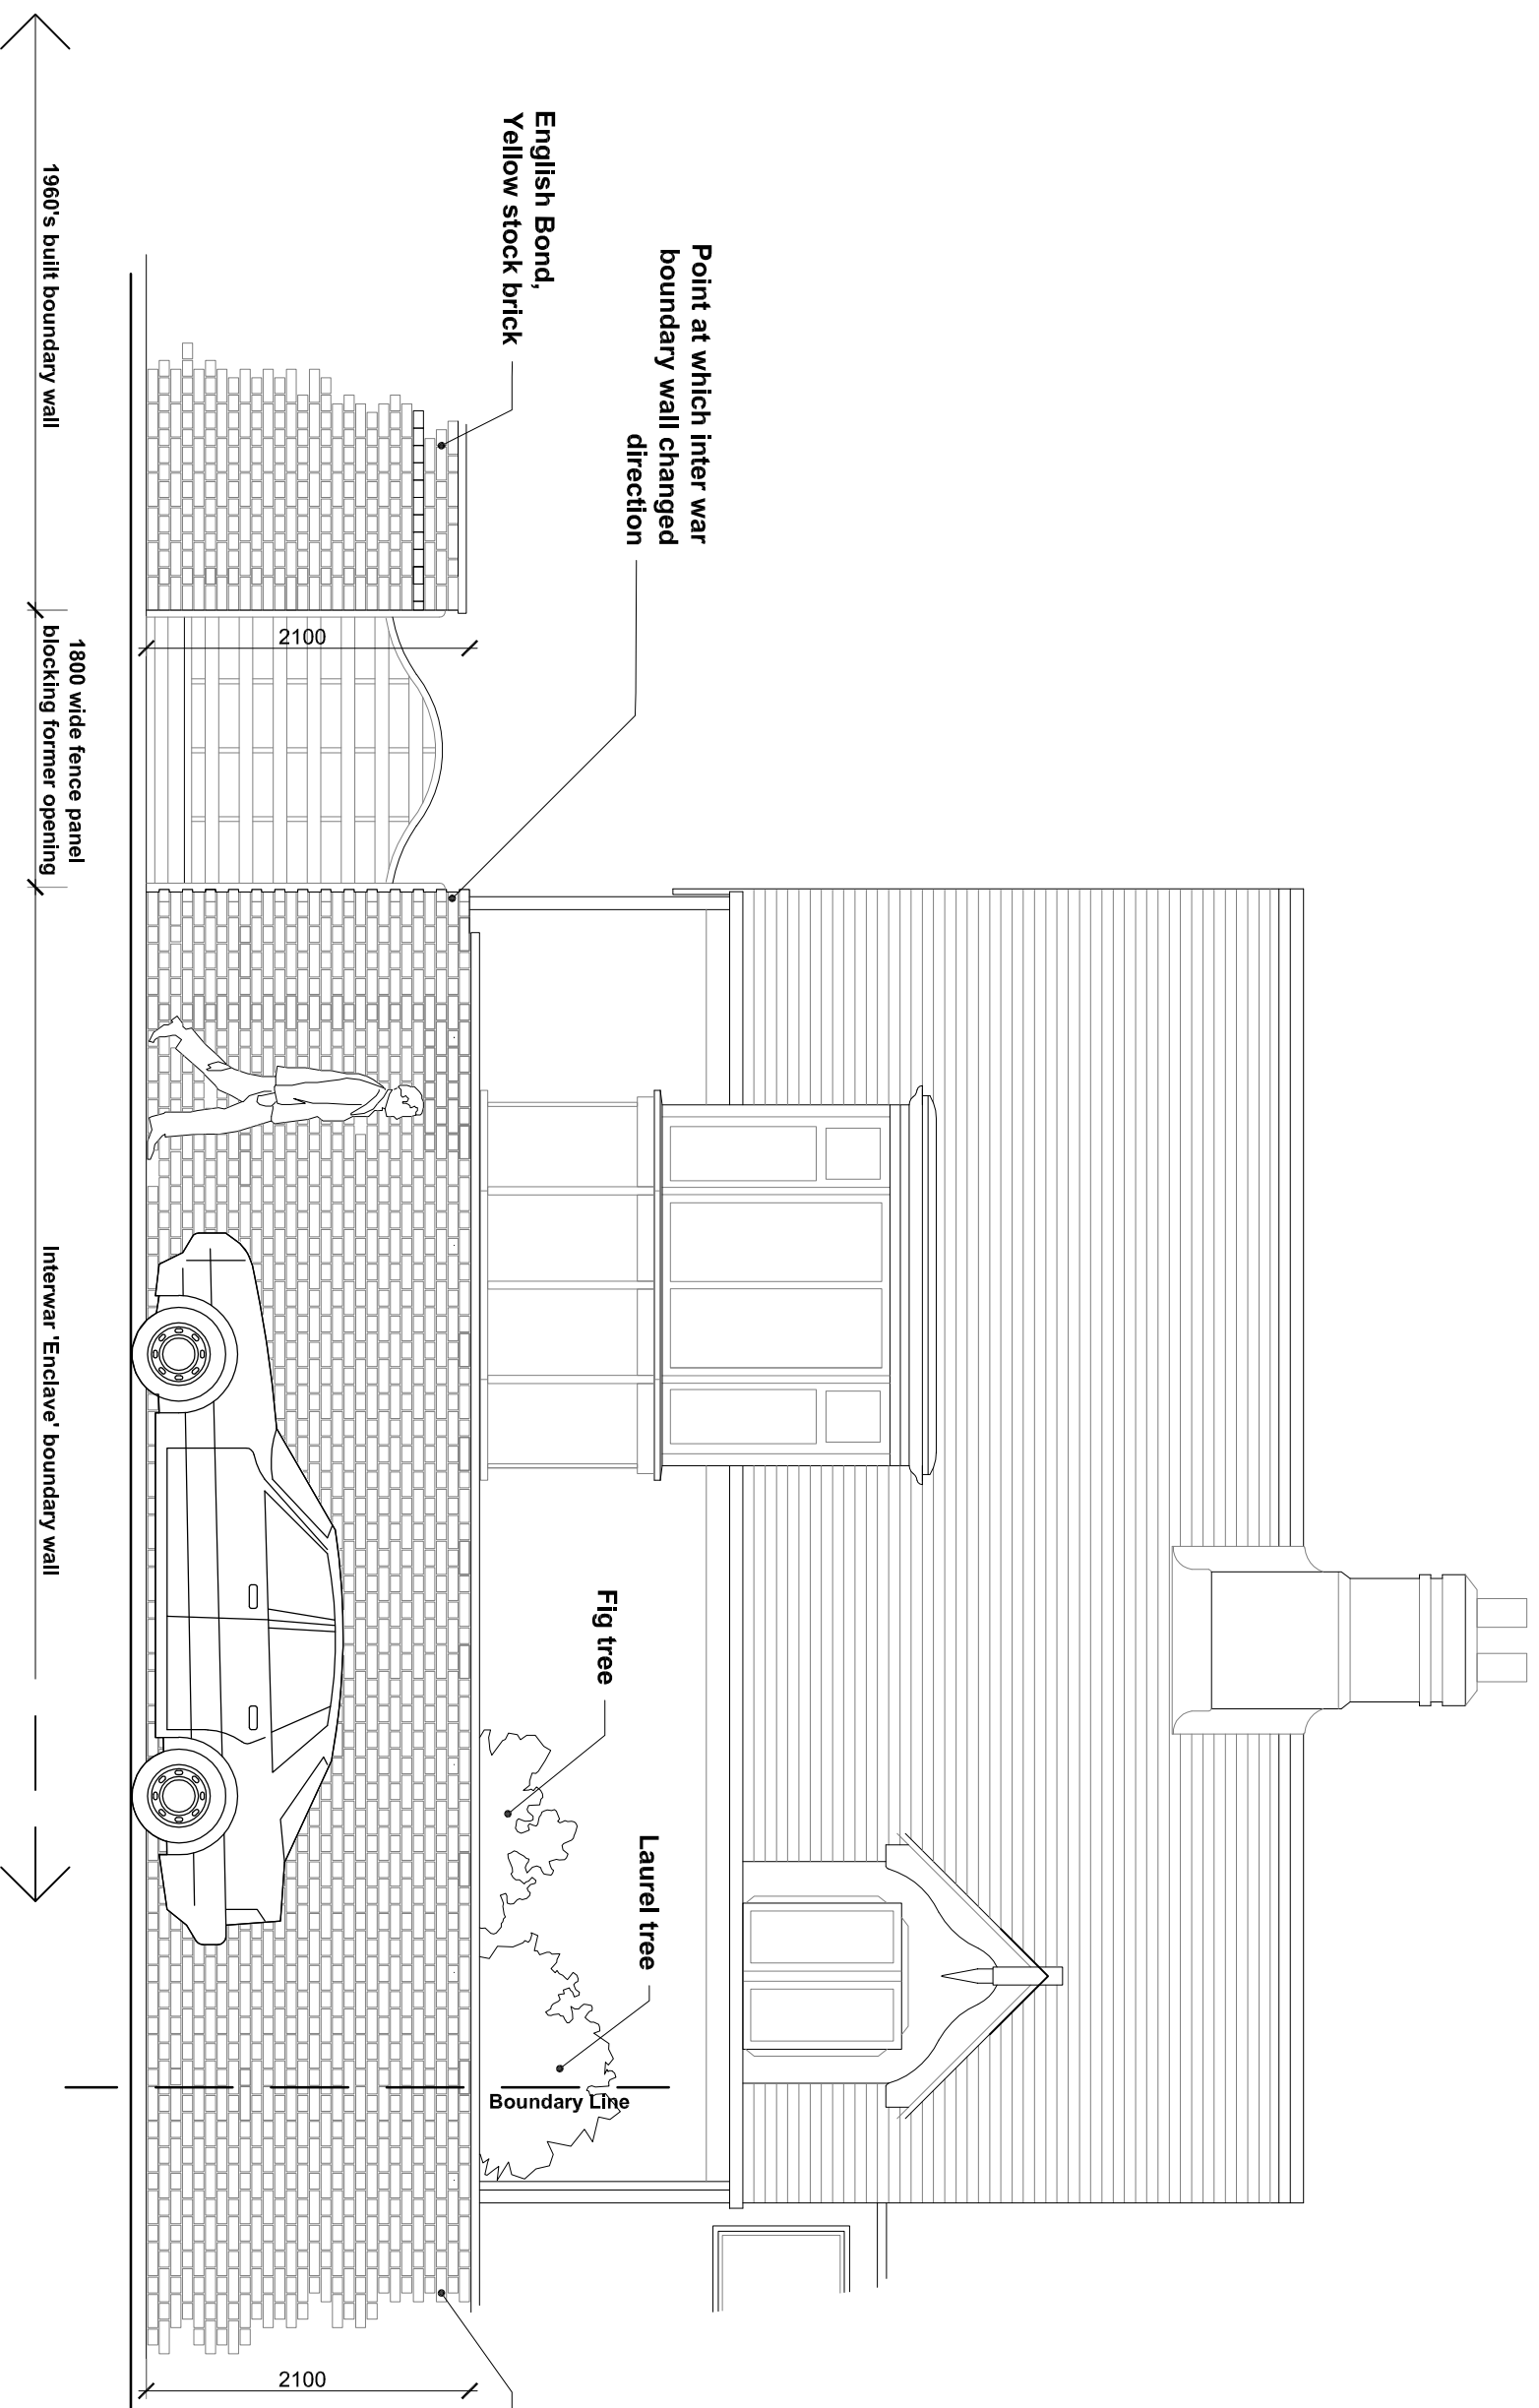 English Bond,
Yellow stock brick
Point at which inter war
boundary wall changed
direction
Fig tree
Laurel tree
Boundary Line
2100
2100
1960's built boundary wall
1800 wide fence panel
blocking former opening
Interwar 'Enclave' boundary wall